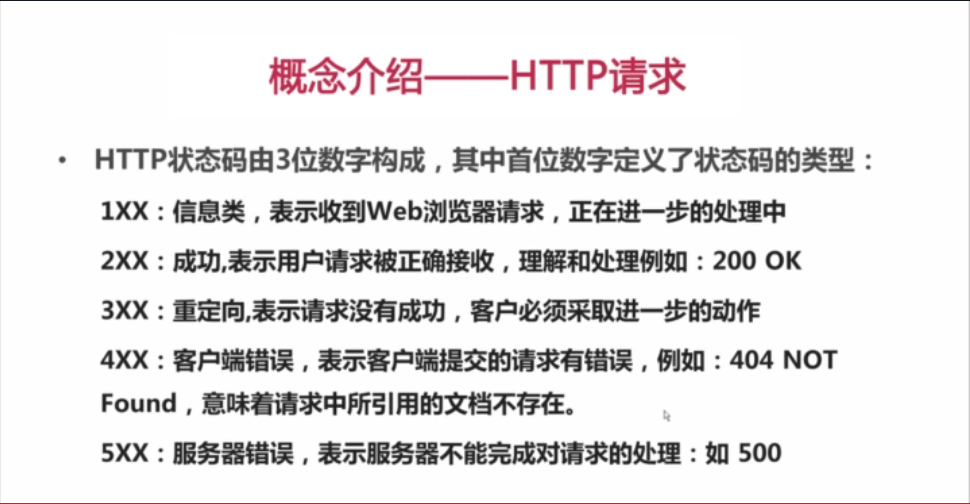 概念介绍——HTTP请求
• HTTP状态码由3位数字构成，其中首位数字定义了状态码的类型：
1XX：信息类，表示收到Web浏览器请求，正在进一步的处理中
2XX：成功,表示用户请求被正确接收，理解和处理例如：200 OK
3XX：重定向,表示请求没有成功，客户必须采取进一步的动作
4XX：客户端错误，表示客户端提交的请求有错误，例如：404 NOT
Found，意味着请求中所引用的文档不存在。
5XX：服务器错误，表示服务器不能完成对请求的处理：如 500